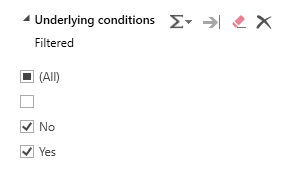 Underlying conditions
Filtered
(All)
No
Yes